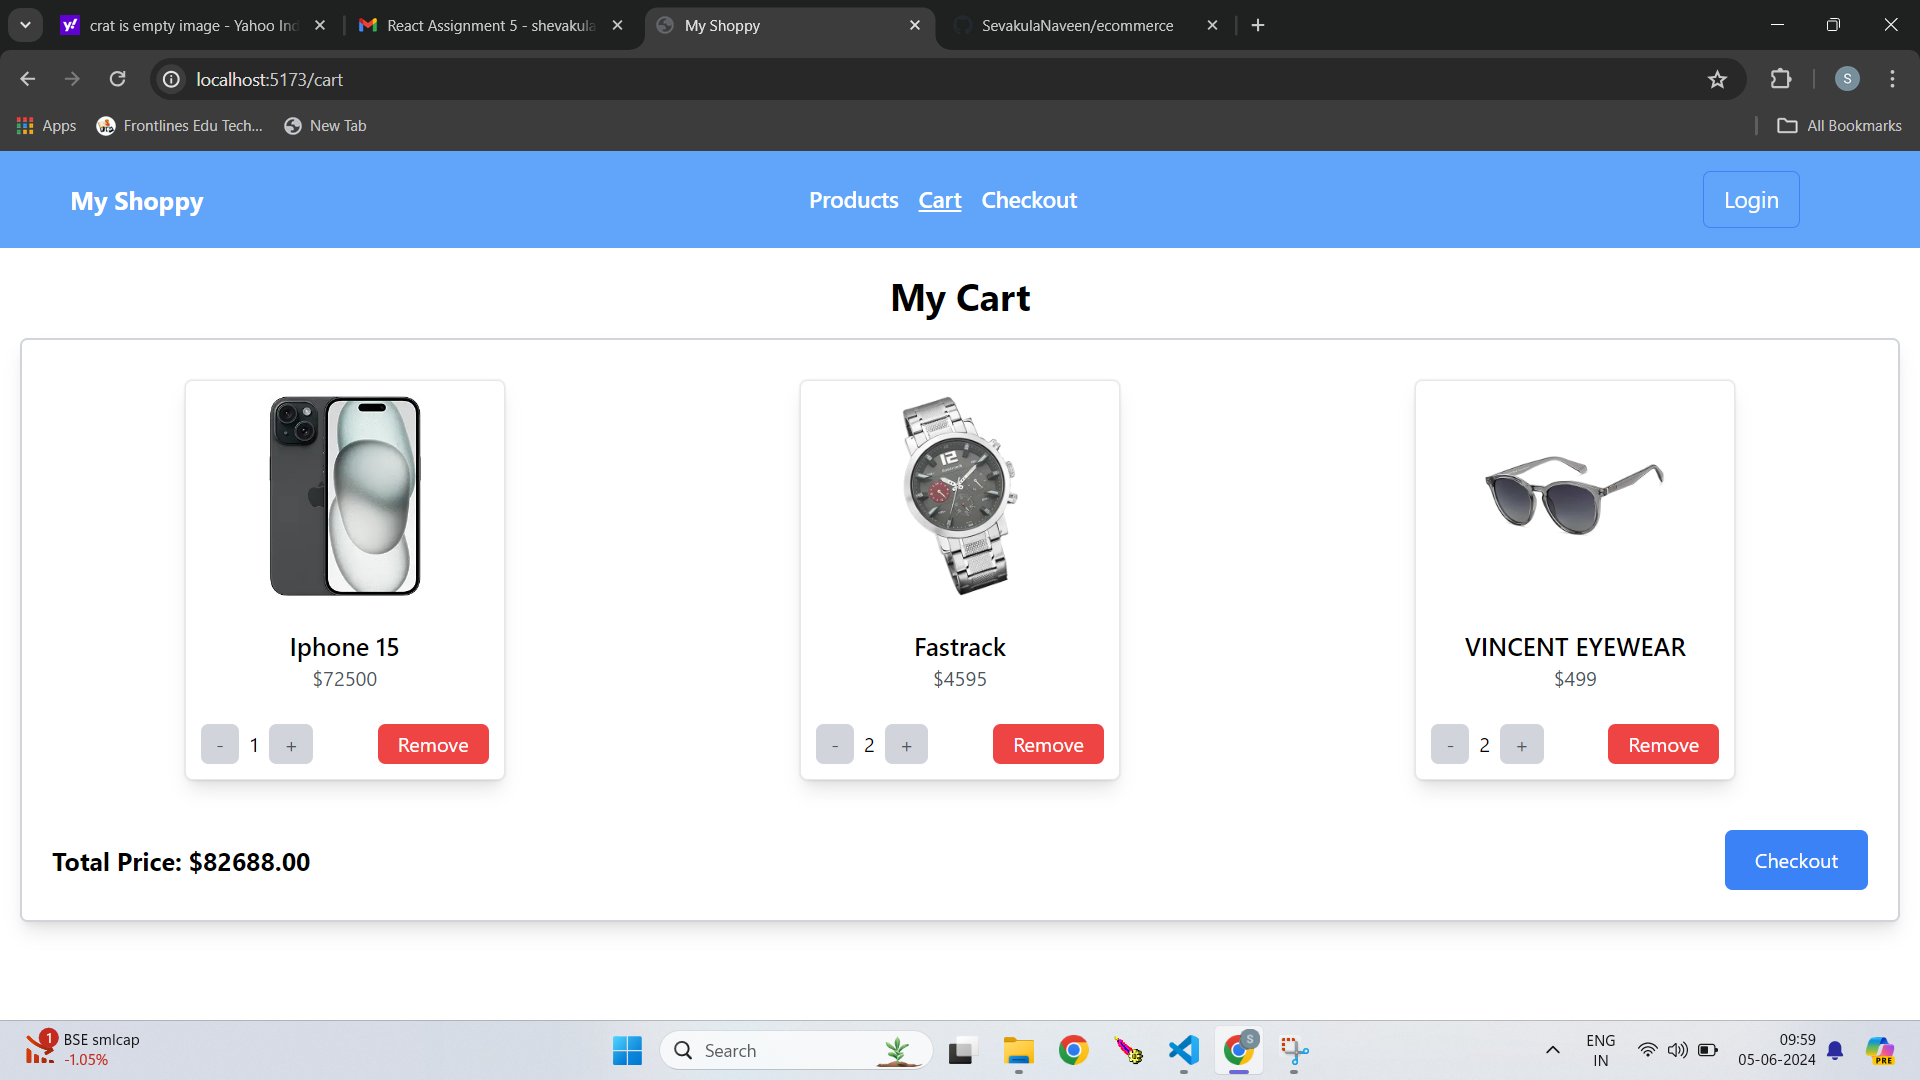 crat is empty image - Yahoo Ind
React Assignment 5 - shevakula
My Shoppy
SevakulaNaveen/ecommerce
localhost:5173/cart
S
Apps
Frontlines Edu Tech...
New Tab
All Bookmarks
My Shoppy
Products
Cart
Checkout
Login
My Cart
12
Fastrack
Iphone 15
$72500
- 1 +
Remove
Fastrack
$4595
- 2 +
Remove
VINCENT EYEWEAR
$499
- 2 +
Remove
Total Price: $82688.00
Checkout
1
BSE smlcap
-1.05%
Search
S
ENG
IN
09:59
05-06-2024
PRE